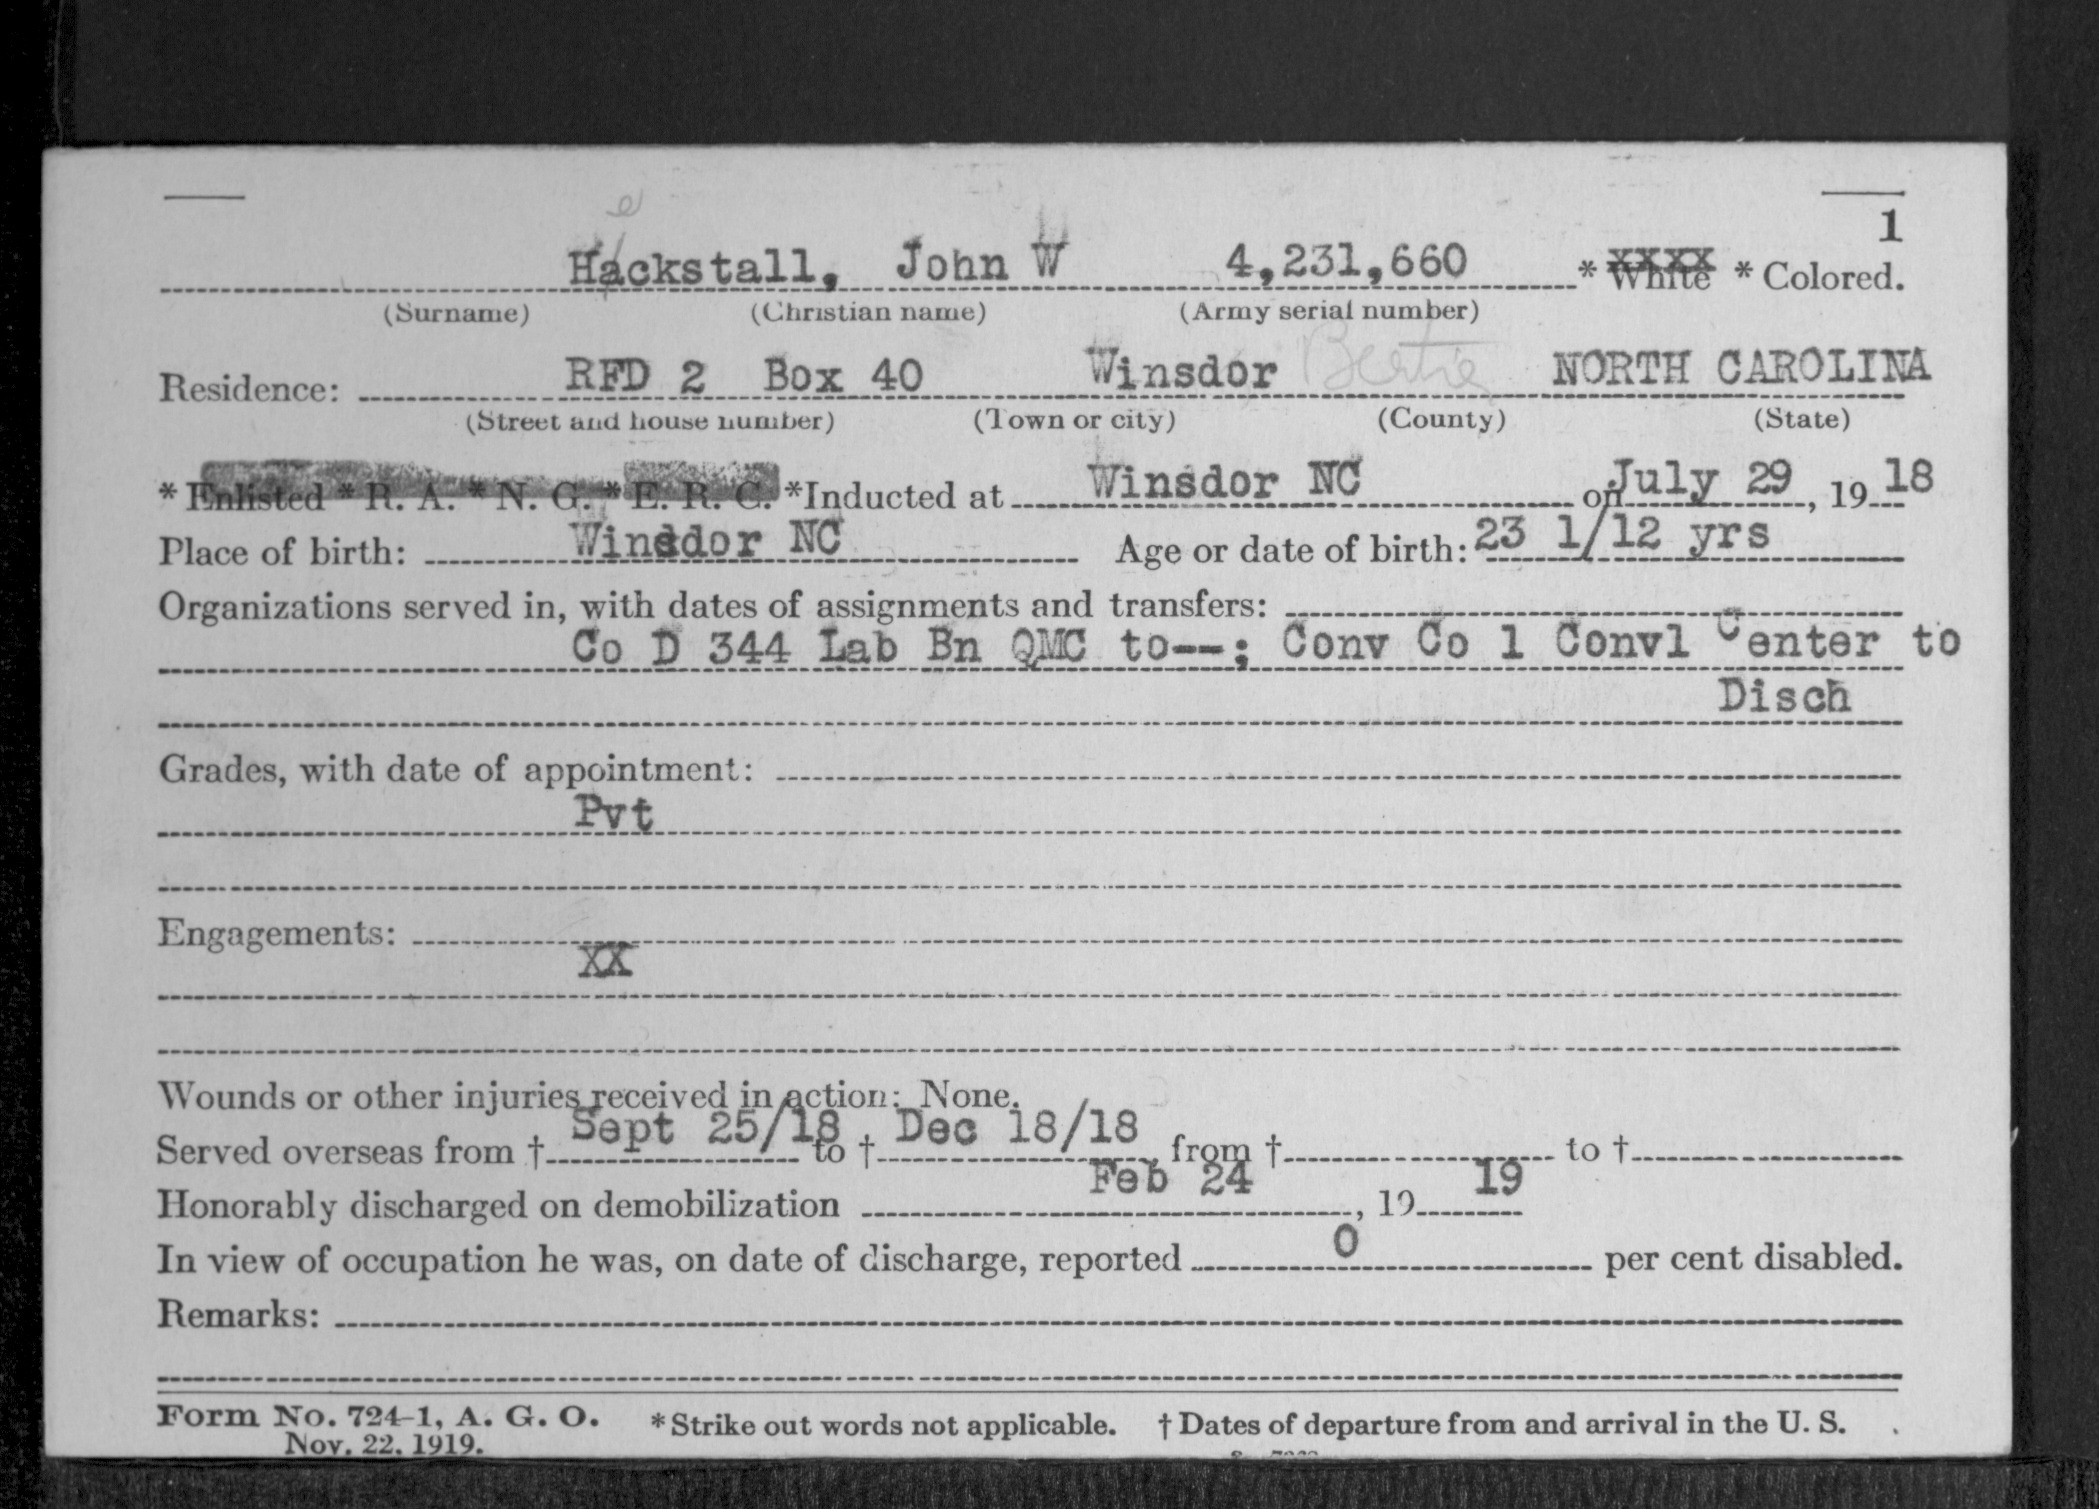 1
e
Hackstall, John W 4,231,660 * White * Colored.
(Surname) (Christian name) (Army serial number)
Residence: RFD 2 Box 40 Winsdor Bertie NORTH CAROLINA
(Street and house number) (Town or city) (County) (State)
* Enlisted * R. A. * N. G. * E. R. C. *Inducted at Winsdor NC on July 29, 19 18
Place of birth: Winsdor NC Age or date of birth: 23 1/12 yrs
Organizations served in, with dates of assignments and transfers:
Co D 344 Lab Bn QMC to--; Conv Co 1 Convl Center to
Disch
Grades, with date of appointment:
Pvt
Engagements:
XX
Wounds or other injuries received in action: None.
Served overseas from † Sept 25/18 to † Dec 18/18, from † to †
Honorably discharged on demobilization Feb 24, 19 19
In view of occupation he was, on date of discharge, reported 0 per cent disabled.
Remarks:
Form No. 724-1, A. G. O. * Strike out words not applicable. † Dates of departure from and arrival in the U. S.
Nov. 22, 1919.